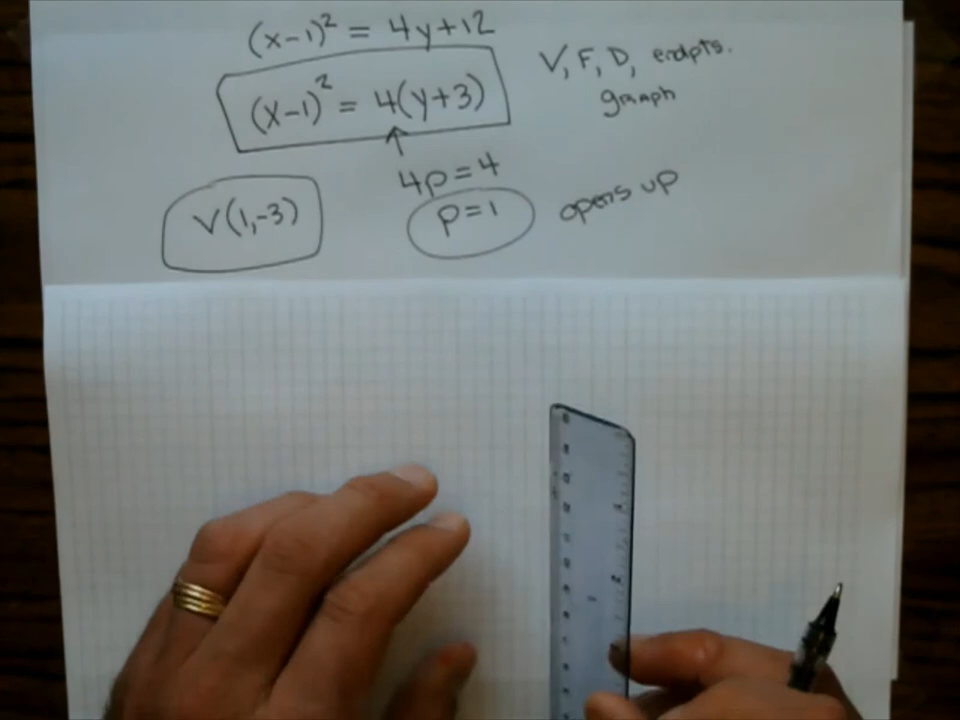 (x-1)² = 4y+12
(x-1)² = 4(y+3)
V, F, D, endpts.
graph
4p=4
V(1,-3)
p=1
opens up